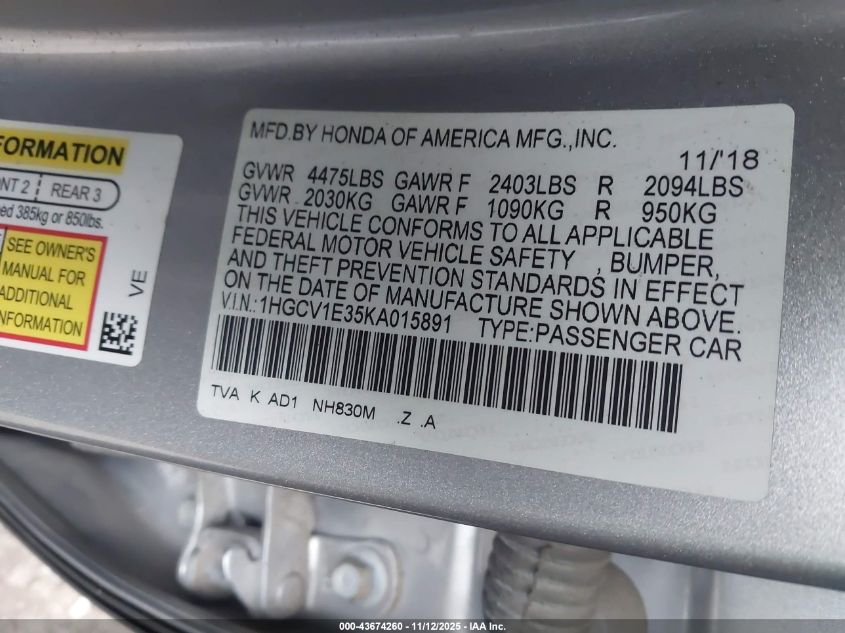 FORMATION
NT 2 REAR 3
ed 385kg or 850lbs.
SEE OWNER'S
MANUAL FOR
ADDITIONAL
INFORMATION
VE
MFD.BY HONDA OF AMERICA MFG.,INC.
11/'18
GVWR 4475LBS GAWR F 2403LBS R 2094LBS
GVWR 2030KG GAWR F 1090KG R 950KG
THIS VEHICLE CONFORMS TO ALL APPLICABLE
FEDERAL MOTOR VEHICLE SAFETY , BUMPER,
AND THEFT PREVENTION STANDARDS IN EFFECT
ON THE DATE OF MANUFACTURE SHOWN ABOVE.
VIN.:1HGCV1E35KA015891 TYPE:PASSENGER CAR
TVA K AD1 NH830M .Z .A
000-43674260 - 11/12/2025 - IAA Inc.